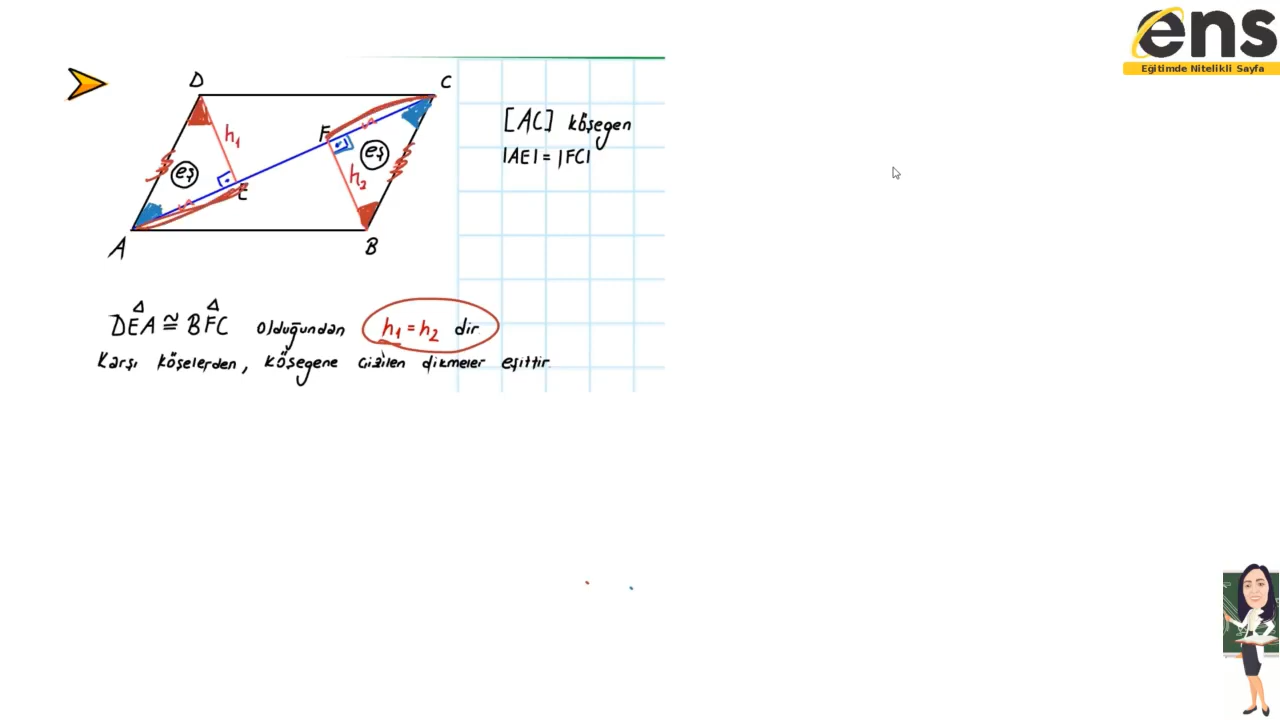 ens
Eğitimde Nitelikli Sayfa
D
C
F
h1
eş
eş
h2
E
A
B
[AC] köşegen
|AE| = |FC|
DEA ≅ BFC olduğundan h1 = h2 dir.
Karşı köşelerden, köşegene çizilen dikmeler eşittir.